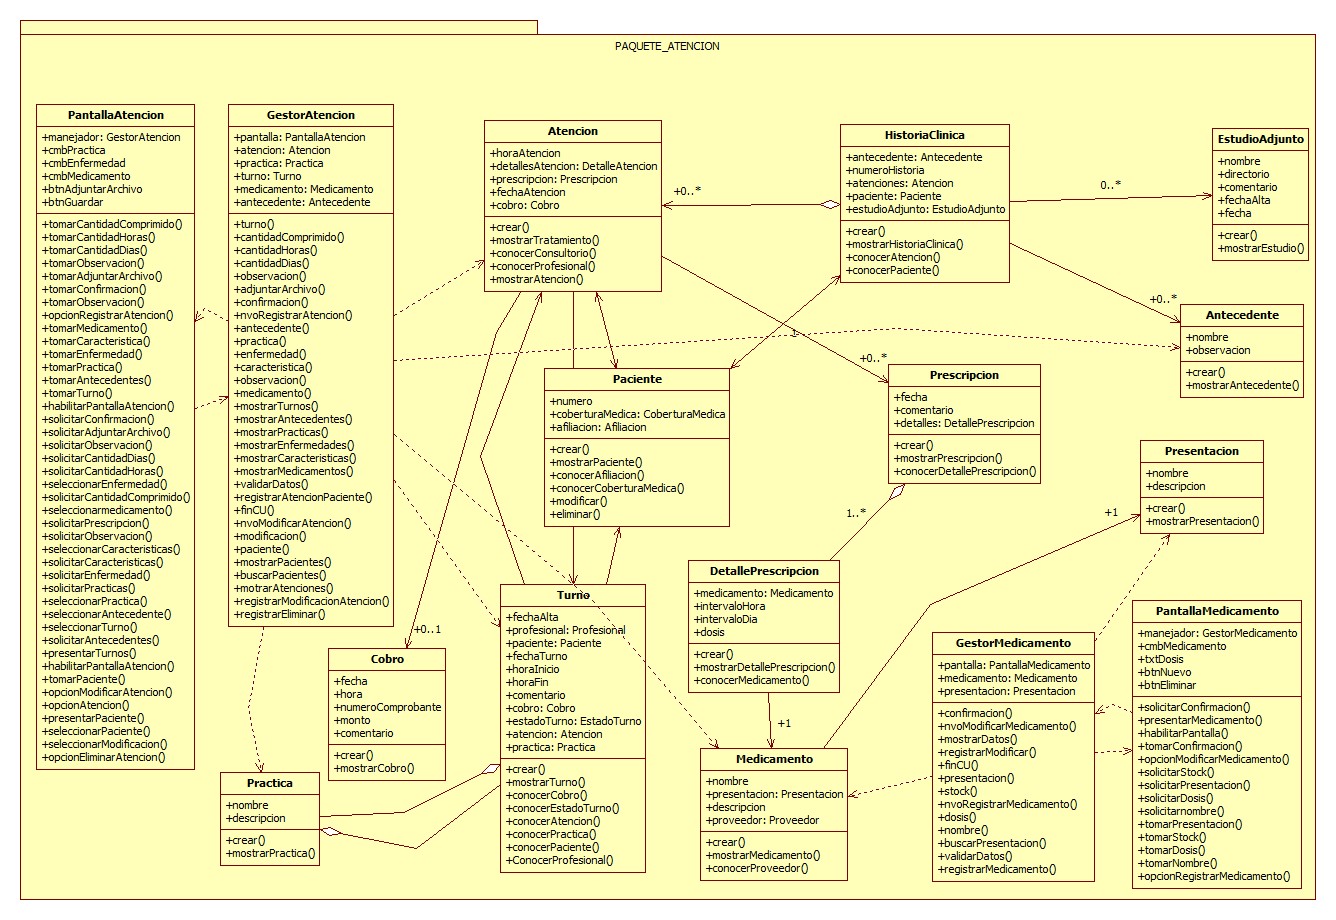 PAQUETE_ATENCION
PantallaAtencion
+manejador: GestorAtencion
+cmbPractica
+cmbEnfermedad
+cmbMedicamento
+btnAdjuntarArchivo
+btnGuardar
+tomarCantidadComprimido()
+tomarCantidadHoras()
+tomarCantidadDias()
+tomarObservacion()
+tomarAdjuntarArchivo()
+tomarConfirmacion()
+tomarObservacion()
+opcionRegistrarAtencion()
+tomarMedicamento()
+tomarCaracteristica()
+tomarEnfermedad()
+tomarPractica()
+tomarAntecedentes()
+tomarTurno()
+habilitarPantallaAtencion()
+solicitarConfirmacion()
+solicitarAdjuntarArchivo()
+solicitarObservacion()
+solicitarCantidadDias()
+solicitarCantidadHoras()
+seleccionarEnfermedad()
+solicitarCantidadComprimido()
+seleccionarmedicamento()
+solicitarPrescripcion()
+solicitarObservacion()
+seleccionarCaracteristicas()
+solicitarCaracteristicas()
+solicitarEnfermedad()
+solicitarPracticas()
+seleccionarPractica()
+seleccionarAntecedente()
+seleccionarTurno()
+solicitarAntecedentes()
+presentarTurnos()
+habilitarPantallaAtencion()
+tomarPaciente()
+opcionModificarAtencion()
+opcionAtencion()
+presentarPaciente()
+seleccionarPaciente()
+seleccionarModificacion()
+opcionEliminarAtencion()
GestorAtencion
+pantalla: PantallaAtencion
+atencion: Atencion
+practica: Practica
+turno: Turno
+medicamento: Medicamento
+antecedente: Antecedente
+turno()
+cantidadComprimido()
+cantidadHoras()
+cantidadDias()
+observacion()
+adjuntarArchivo()
+confirmacion()
+nvoRegistrarAtencion()
+antecedente()
+practica()
+enfermedad()
+caracteristica()
+observacion()
+medicamento()
+mostrarTurnos()
+mostrarAntecedentes()
+mostrarPracticas()
+mostrarEnfermedades()
+mostrarCaracteristicas()
+mostrarMedicamentos()
+validarDatos()
+registrarAtencionPaciente()
+finCU()
+nvoModificarAtencion()
+modificacion()
+paciente()
+mostrarPacientes()
+buscarPacientes()
+motrarAtenciones()
+registrarModificacionAtencion()
+registrarEliminar()
Atencion
+horaAtencion
+detallesAtencion: DetalleAtencion
+prescripcion: Prescripcion
+fechaAtencion
+cobro: Cobro
+crear()
+mostrarTratamiento()
+conocerConsultorio()
+conocerProfesional()
+mostrarAtencion()
+0..*
HistoriaClinica
+antecedente: Antecedente
+numeroHistoria
+atenciones: Atencion
+paciente: Paciente
+estudioAdjunto: EstudioAdjunto
+crear()
+mostrarHistoriaClinica()
+conocerAtencion()
+conocerPaciente()
0..*
EstudioAdjunto
+nombre
+directorio
+comentario
+fechaAlta
+fecha
+crear()
+mostrarEstudio()
+0..*
Antecedente
+nombre
+observacion
+crear()
+mostrarAntecedente()
1
+0..*
Paciente
+numero
+coberturaMedica: CoberturaMedica
+afiliacion: Afiliacion
+crear()
+mostrarPaciente()
+conocerAfiliacion()
+conocerCoberturaMedica()
+modificar()
+eliminar()
Prescripcion
+fecha
+comentario
+detalles: DetallePrescripcion
+crear()
+mostrarPrescripcion()
+conocerDetallePrescripcion()
1..*
Presentacion
+nombre
+descripcion
+crear()
+mostrarPresentacion()
+1
DetallePrescripcion
+medicamento: Medicamento
+intervaloHora
+intervaloDia
+dosis
+crear()
+mostrarDetallePrescripcion()
+conocerMedicamento()
+1
Turno
+fechaAlta
+profesional: Profesional
+paciente: Paciente
+fechaTurno
+horaInicio
+horaFin
+comentario
+cobro: Cobro
+estadoTurno: EstadoTurno
+atencion: Atencion
+practica: Practica
+crear()
+mostrarTurno()
+conocerCobro()
+conocerEstadoTurno()
+conocerAtencion()
+conocerPractica()
+conocerPaciente()
+ConocerProfesional()
+0..1
Cobro
+fecha
+hora
+numeroComprobante
+monto
+comentario
+crear()
+mostrarCobro()
Practica
+nombre
+descripcion
+crear()
+mostrarPractica()
Medicamento
+nombre
+presentacion: Presentacion
+descripcion
+proveedor: Proveedor
+crear()
+mostrarMedicamento()
+conocerProveedor()
GestorMedicamento
+pantalla: PantallaMedicamento
+medicamento: Medicamento
+presentacion: Presentacion
+confirmacion()
+nvoModificarMedicamento()
+mostrarDatos()
+registrarModificar()
+finCU()
+presentacion()
+stock()
+nvoRegistrarMedicamento()
+dosis()
+nombre()
+buscarPresentacion()
+validarDatos()
+registrarMedicamento()
PantallaMedicamento
+manejador: GestorMedicamento
+cmbMedicamento
+txtDosis
+btnNuevo
+btnEliminar
+solicitarConfirmacion()
+presentarMedicamento()
+habilitarPantalla()
+tomarConfirmacion()
+opcionModificarMedicamento()
+solicitarStock()
+solicitarPresentacion()
+solicitarDosis()
+solicitarnombre()
+tomarPresentacion()
+tomarStock()
+tomarDosis()
+tomarNombre()
+opcionRegistrarMedicamento()